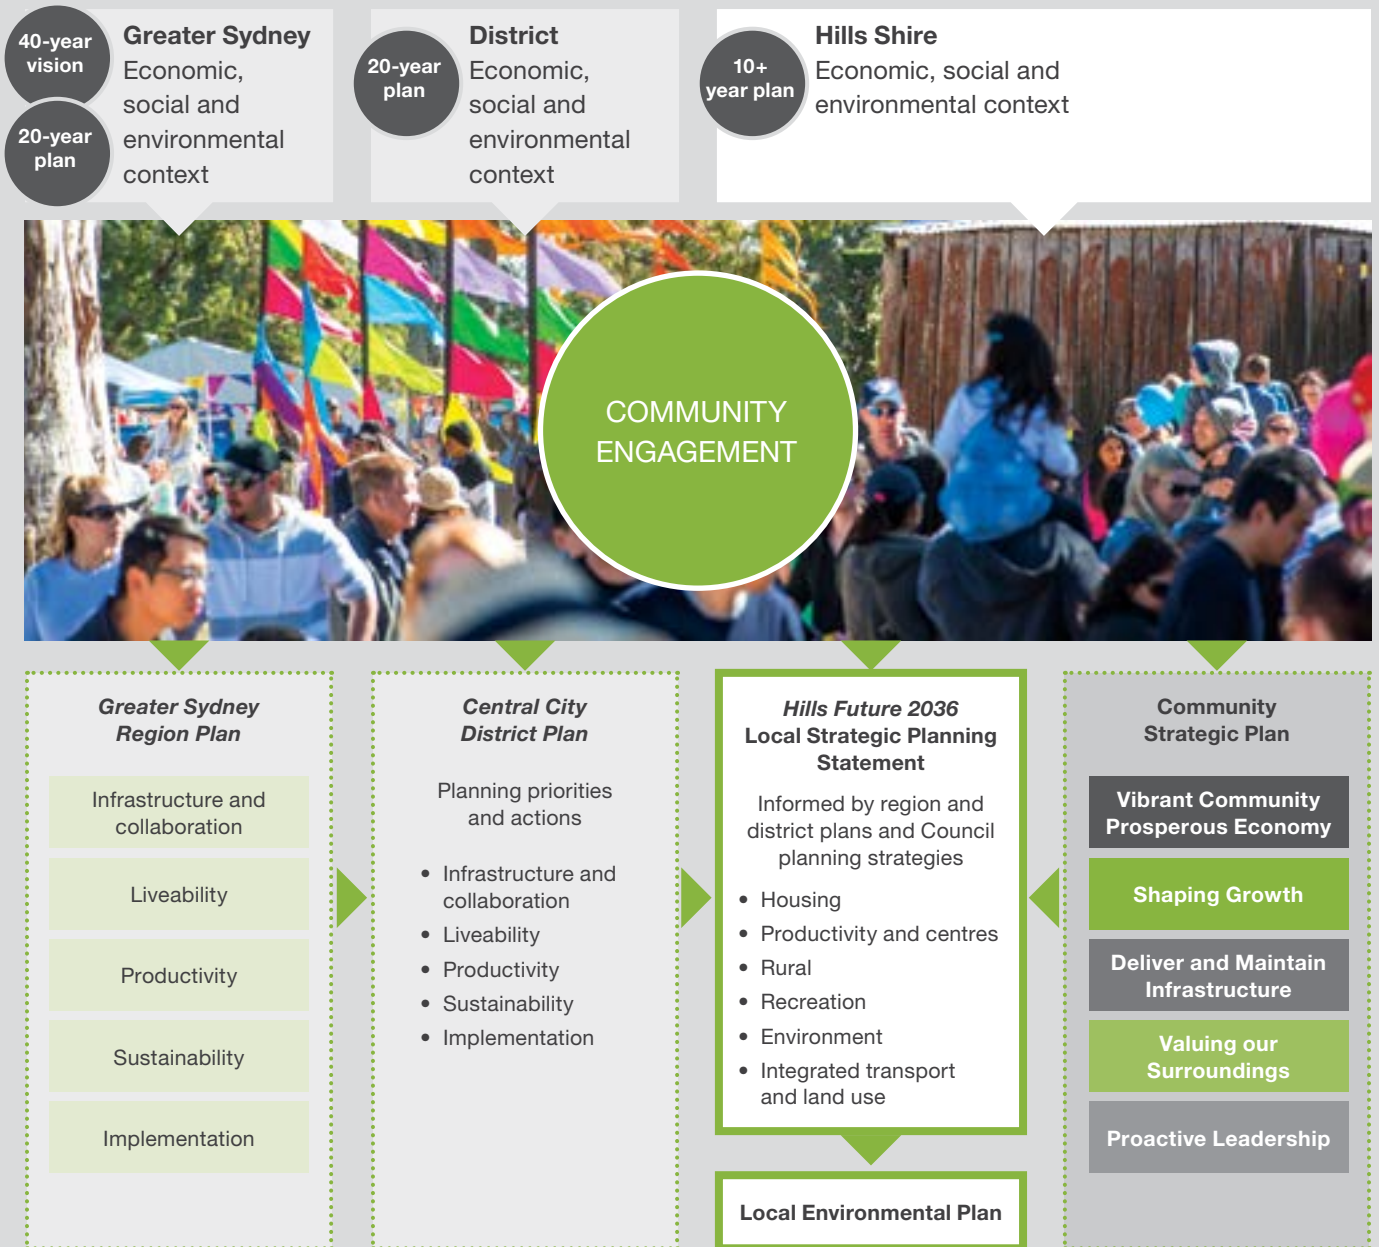 40-year
vision
20-year
plan
Greater Sydney
Economic,
social and
environmental
context
20-year
plan
District
Economic,
social and
environmental
context
10+
year plan
Hills Shire
Economic, social and
environmental context
COMMUNITY
ENGAGEMENT
Greater Sydney
Region Plan
Infrastructure and
collaboration
Liveability
Productivity
Sustainability
Implementation
Central City
District Plan
Planning priorities
and actions
• Infrastructure and
collaboration
• Liveability
• Productivity
• Sustainability
• Implementation
Hills Future 2036
Local Strategic Planning
Statement
Informed by region and
district plans and Council
planning strategies
• Housing
• Productivity and centres
• Rural
• Recreation
• Environment
• Integrated transport
and land use
Local Environmental Plan
Community
Strategic Plan
Vibrant Community
Prosperous Economy
Shaping Growth
Deliver and Maintain
Infrastructure
Valuing our
Surroundings
Proactive Leadership